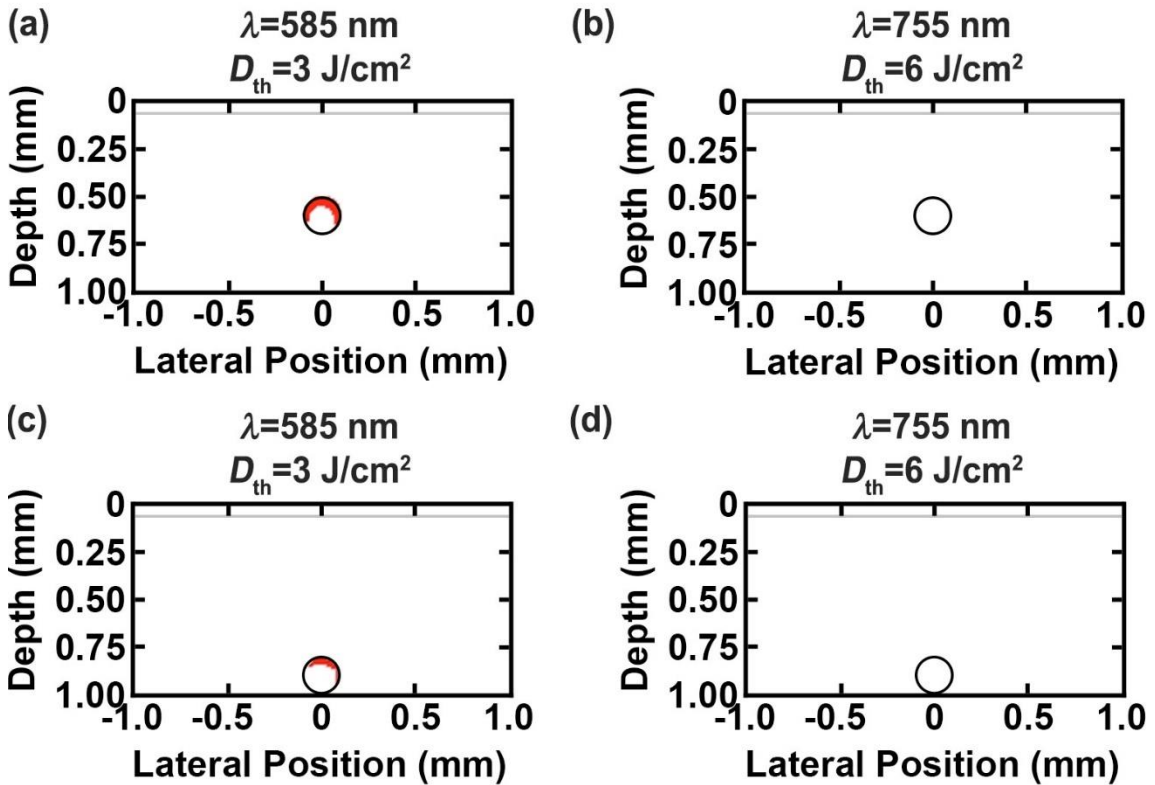 (a)
λ=585 nm
Dth=3 J/cm²
Depth (mm)
0
0.25
0.50
0.75
1.00
-1.0 -0.5 0 0.5 1.0
Lateral Position (mm)
(b)
λ=755 nm
Dth=6 J/cm²
Depth (mm)
0
0.25
0.50
0.75
1.00
-1.0 -0.5 0 0.5 1.0
Lateral Position (mm)
(c)
λ=585 nm
Dth=3 J/cm²
Depth (mm)
0
0.25
0.50
0.75
1.00
-1.0 -0.5 0 0.5 1.0
Lateral Position (mm)
(d)
λ=755 nm
Dth=6 J/cm²
Depth (mm)
0
0.25
0.50
0.75
1.00
-1.0 -0.5 0 0.5 1.0
Lateral Position (mm)